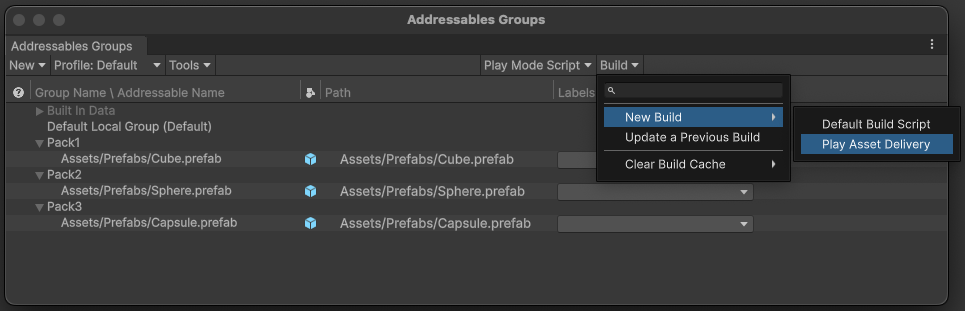 Addressables Groups
Addressables Groups
New Profile: Default Tools Play Mode Script Build
Group Name \ Addressable Name Path Labels
Built In Data
Default Local Group (Default)
Pack1
Assets/Prefabs/Cube.prefab Assets/Prefabs/Cube.prefab
Pack2
Assets/Prefabs/Sphere.prefab Assets/Prefabs/Sphere.prefab
Pack3
Assets/Prefabs/Capsule.prefab Assets/Prefabs/Capsule.prefab
New Build
Update a Previous Build
Clear Build Cache
Default Build Script
Play Asset Delivery